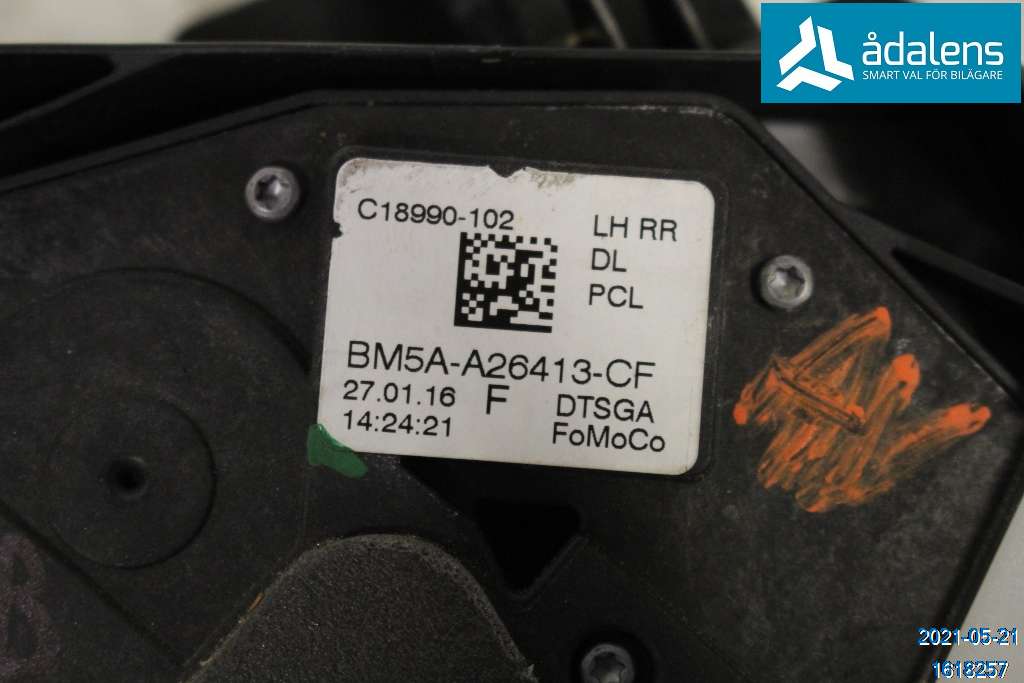 ådalens
SMART VAL FÖR BILÄGARE
C18990-102
LH RR
DL
PCL
BM5A-A26413-CF
27.01.16 F DTSGA
14:24:21 FoMoCo
2021-05-21
1618257